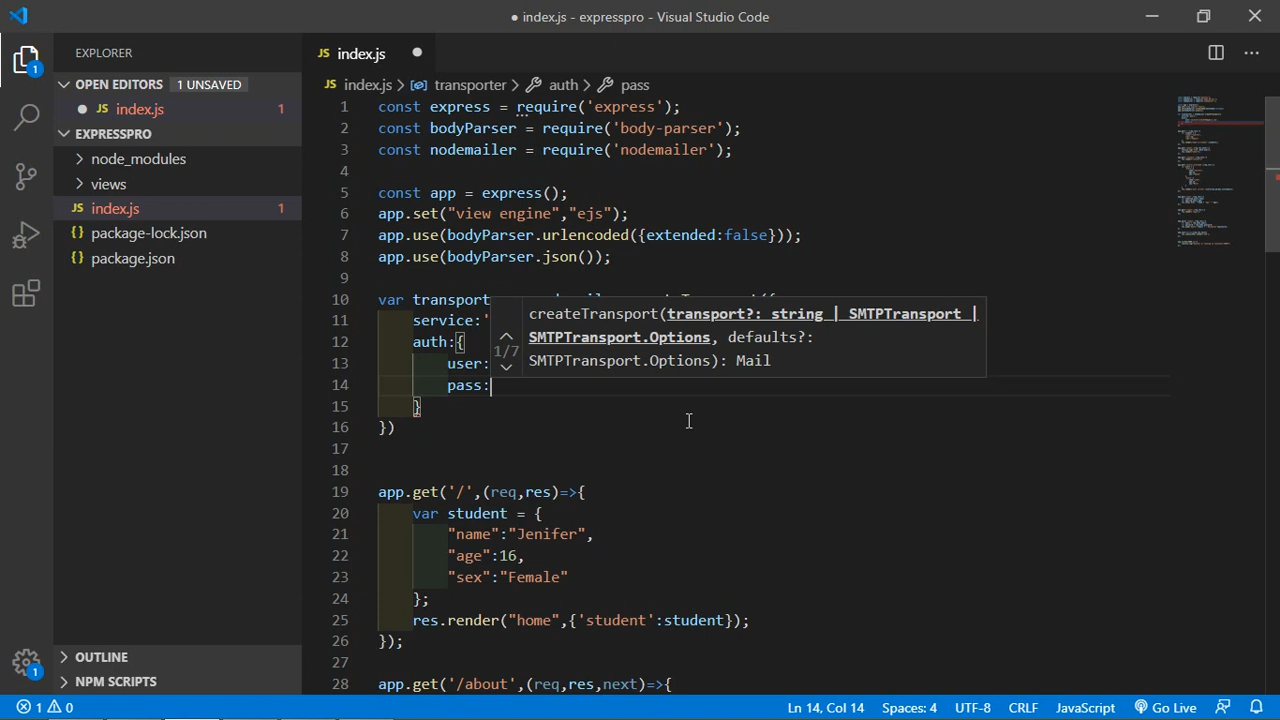 ● index.js - expresspro - Visual Studio Code
EXPLORER
JS index.js ●
OPEN EDITORS 1 UNSAVED
JS index.js > transporter > auth > pass
● JS index.js 1
EXPRESSPRO
node_modules
views
JS index.js 1
{} package-lock.json
{} package.json
1 const express = require('express');
2 const bodyParser = require('body-parser');
3 const nodemailer = require('nodemailer');
4
5 const app = express();
6 app.set("view engine","ejs");
7 app.use(bodyParser.urlencoded({extended:false}));
8 app.use(bodyParser.json());
9
10 var transport
11 service:'
12 auth:{
13 user:
14 pass:
15 }
16 })
17
18
19 app.get('/',(req,res)=>{
20 var student = {
21 "name":"Jenifer",
22 "age":16,
23 "sex":"Female"
24 };
25 res.render("home",{'student':student});
26 });
27
28 app.get('/about',(req,res,next)=>{
createTransport(transport?: string | SMTPTransport |
1/7 SMTPTransport.Options, defaults?:
SMTPTransport.Options): Mail
1
OUTLINE
NPM SCRIPTS
1
1 0 Ln 14, Col 14 Spaces: 4 UTF-8 CRLF JavaScript Go Live